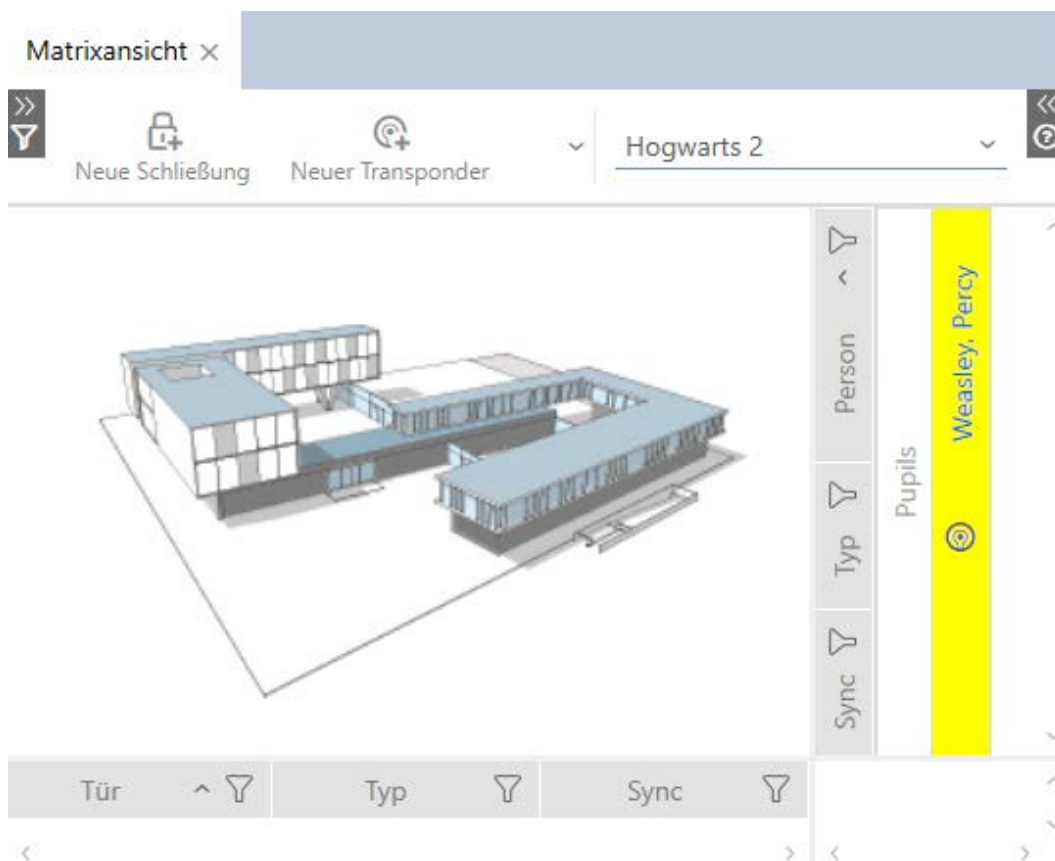 Matrixansicht
Neue Schließung
Neuer Transponder
Hogwarts 2
Person
Typ
Sync
Pupils
Weasley, Percy
Tür
Typ
Sync